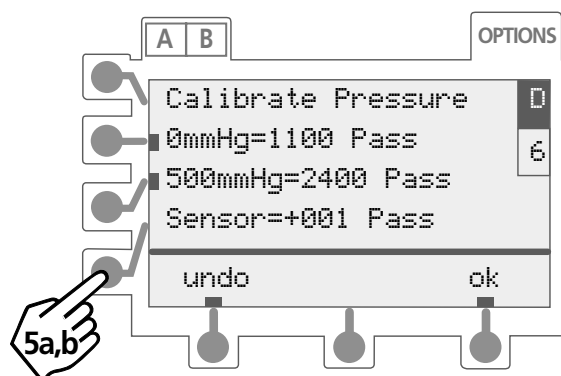 A B
OPTIONS
Calibrate Pressure D
0mmHg=1100 Pass 6
500mmHg=2400 Pass
Sensor=+001 Pass
undo ok
5a,b